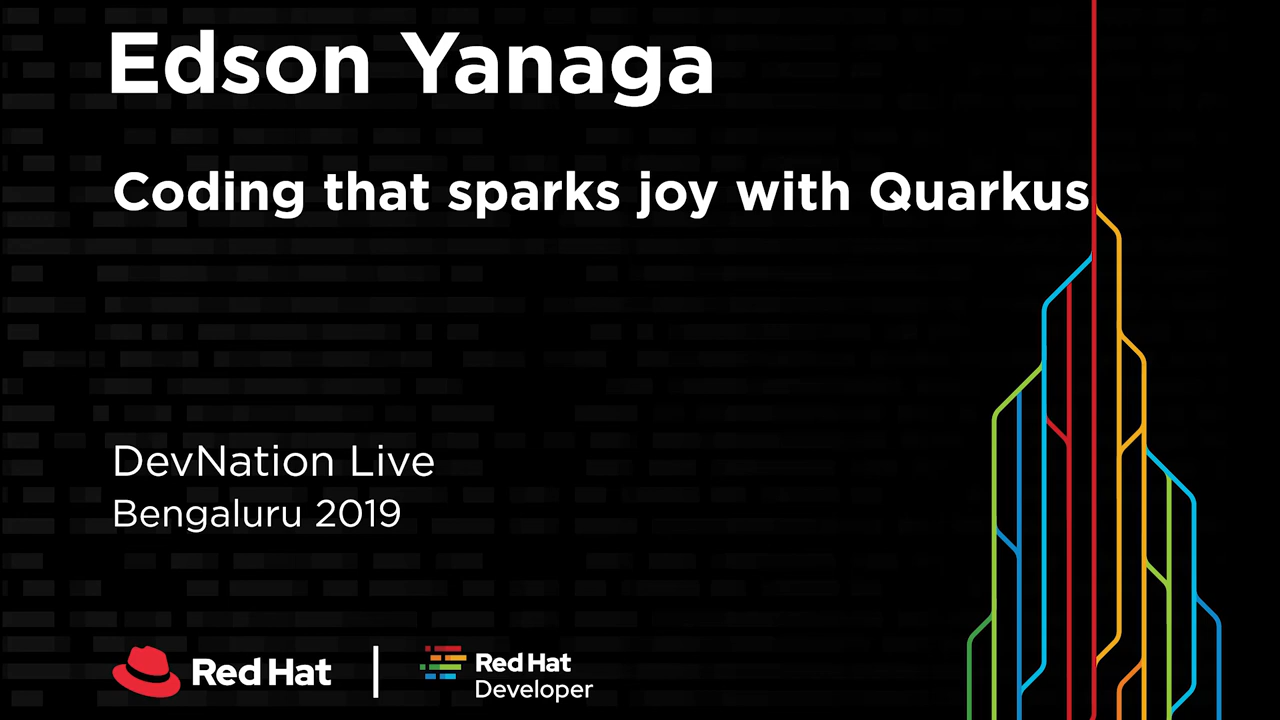 Edson Yanaga
Coding that sparks joy with Quarkus
DevNation Live
Bengaluru 2019
Red Hat
Red Hat
Developer